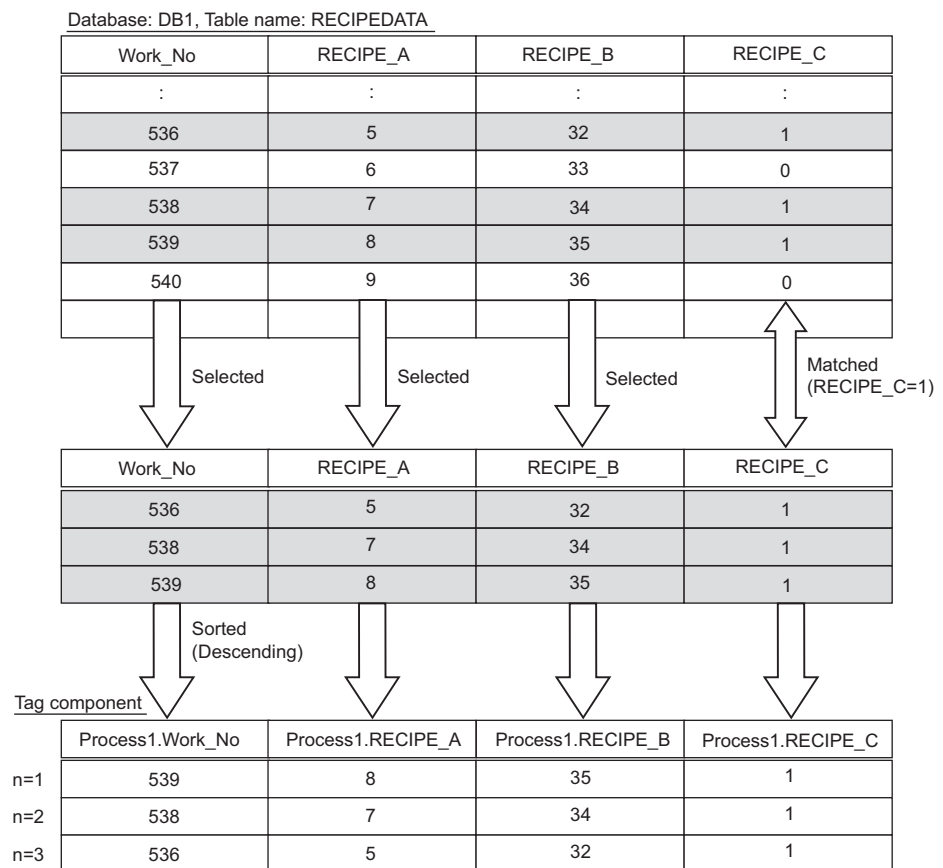 Database: DB1, Table name: RECIPEDATA
Work_No RECIPE_A RECIPE_B RECIPE_C
: : : :
536 5 32 1
537 6 33 0
538 7 34 1
539 8 35 1
540 9 36 0
Selected Selected Selected Matched
(RECIPE_C=1)
Work_No RECIPE_A RECIPE_B RECIPE_C
536 5 32 1
538 7 34 1
539 8 35 1
Sorted
(Descending)
Tag component
Process1.Work_No Process1.RECIPE_A Process1.RECIPE_B Process1.RECIPE_C
n=1 539 8 35 1
n=2 538 7 34 1
n=3 536 5 32 1